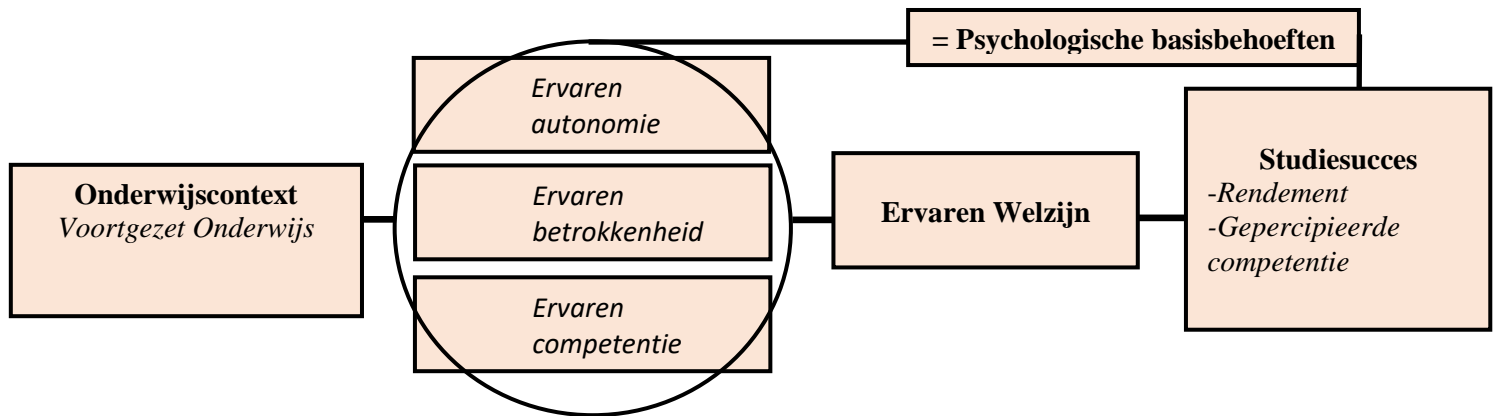 = Psychologische basisbehoeften
Ervaren
autonomie
Onderwijscontext
Voortgezet Onderwijs
Ervaren
betrokkenheid
Ervaren
competentie
Ervaren Welzijn
Studiesucces
-Rendement
-Gepercipieerde
competentie